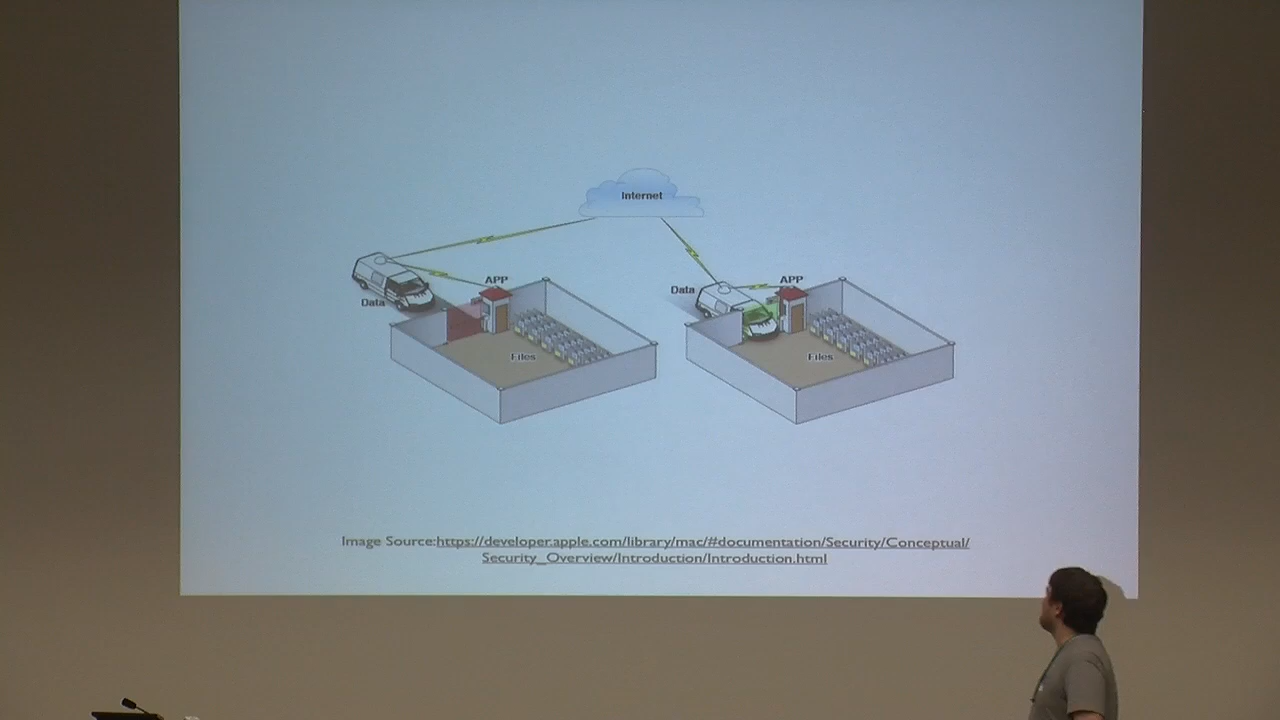 Internet
APP
Data
Files
APP
Data
Files
Image Source:https://developer.apple.com/library/mac/#documentation/Security/Conceptual/
Security_Overview/Introduction/Introduction.html